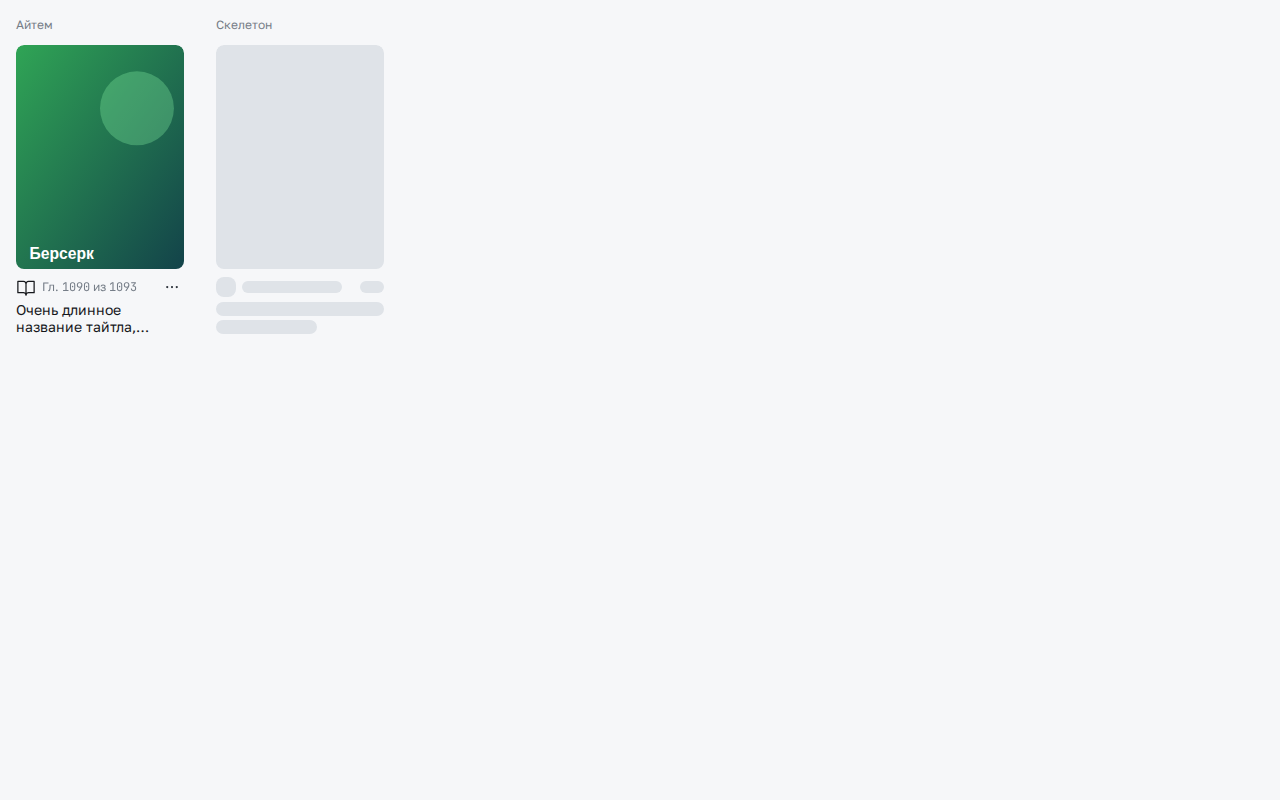 Айтем
Скелетон
Берсерк
Гл. 1090 из 1093
Очень длинное
название тайтла,...